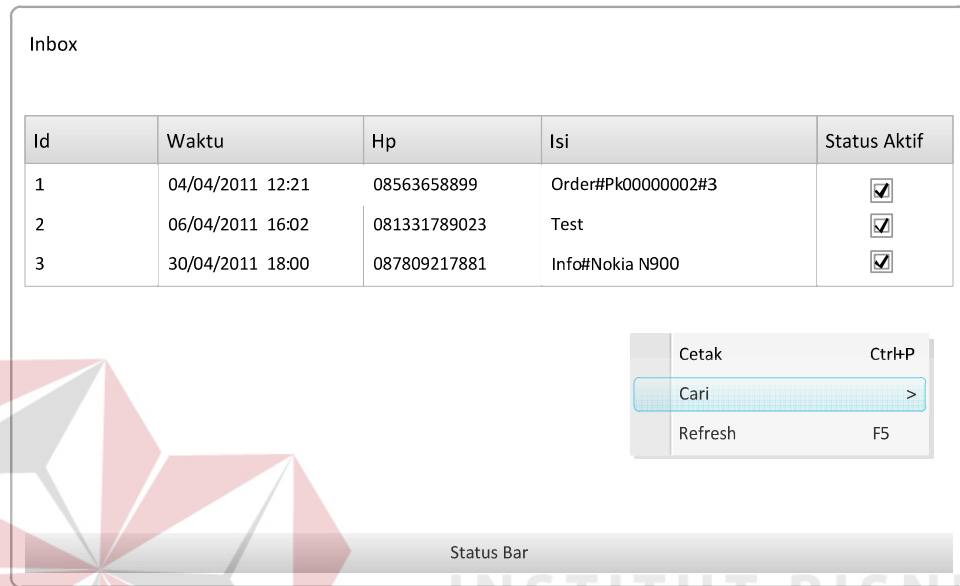 Inbox
Id Waktu Hp Isi Status Aktif
1 04/04/2011 12:21 08563658899 Order#Pk00000002#3
2 06/04/2011 16:02 081331789023 Test
3 30/04/2011 18:00 087809217881 Info#Nokia N900
Cetak Ctrl+P
Cari >
Refresh F5
Status Bar